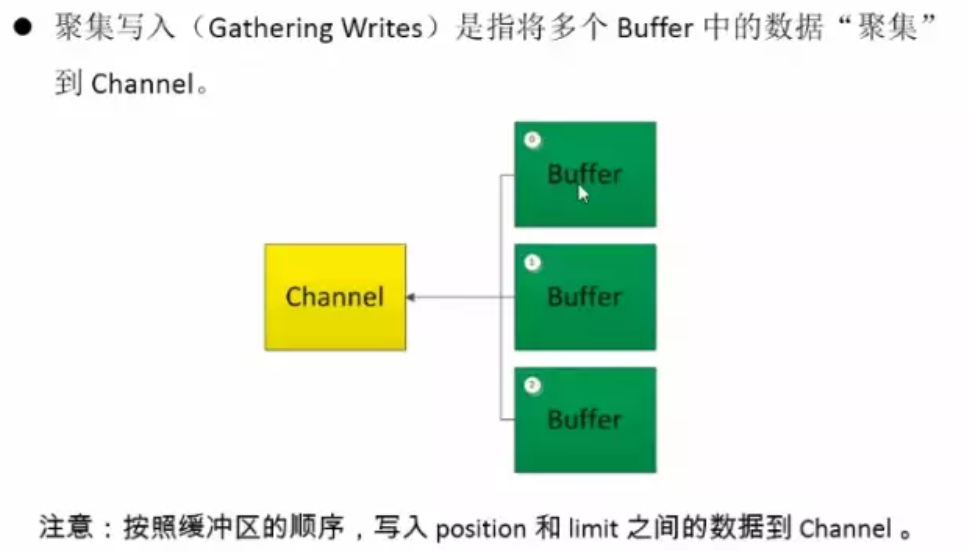 ● 聚集写入（Gathering Writes）是指将多个 Buffer 中的数据“聚集”
到 Channel。
0
Buffer
Channel
1
Buffer
2
Buffer
注意：按照缓冲区的顺序，写入 position 和 limit 之间的数据到 Channel 。